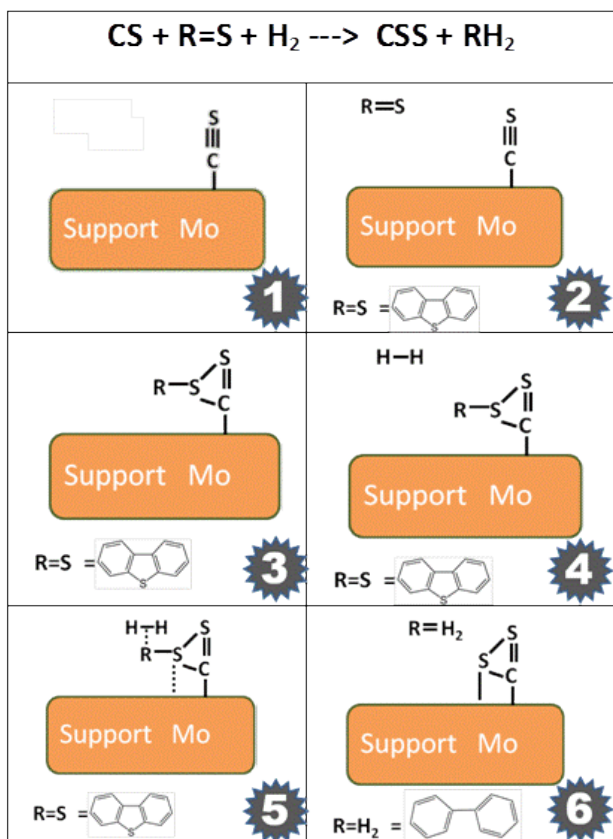 CS + R=S + H₂ ---> CSS + RH₂
S
C
Support Mo
1
R=S
S
C
Support Mo
R=S =
S
2
S
R-S
C
Support Mo
R=S =
S
3
H-H
S
R-S
C
Support Mo
R=S =
S
4
H-H
S
R-S
C
Support Mo
R=S =
S
5
R=H₂
S
S
C
Support Mo
R=H₂ =
6